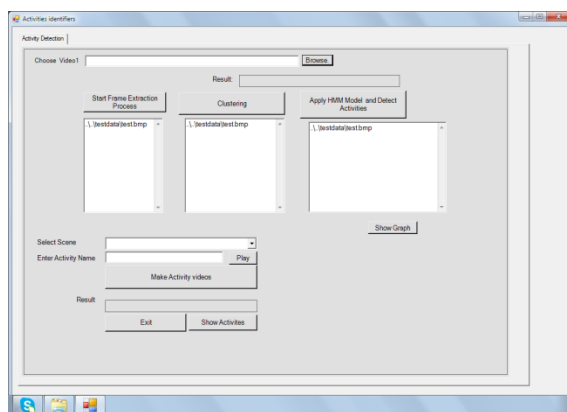 Activities identifiers
Activity Detection
Choose Video1
Browse
Result:
Start Frame Extraction
Process
Clustering
Apply HMM Model and Detect
Activities
.\.\testdata\test.bmp
.\.\testdata\test.bmp
.\.\testdata\test.bmp
Show Graph
Select Scene
Enter Activity Name
Play
Make Activity videos
Result
Exit
Show Activites